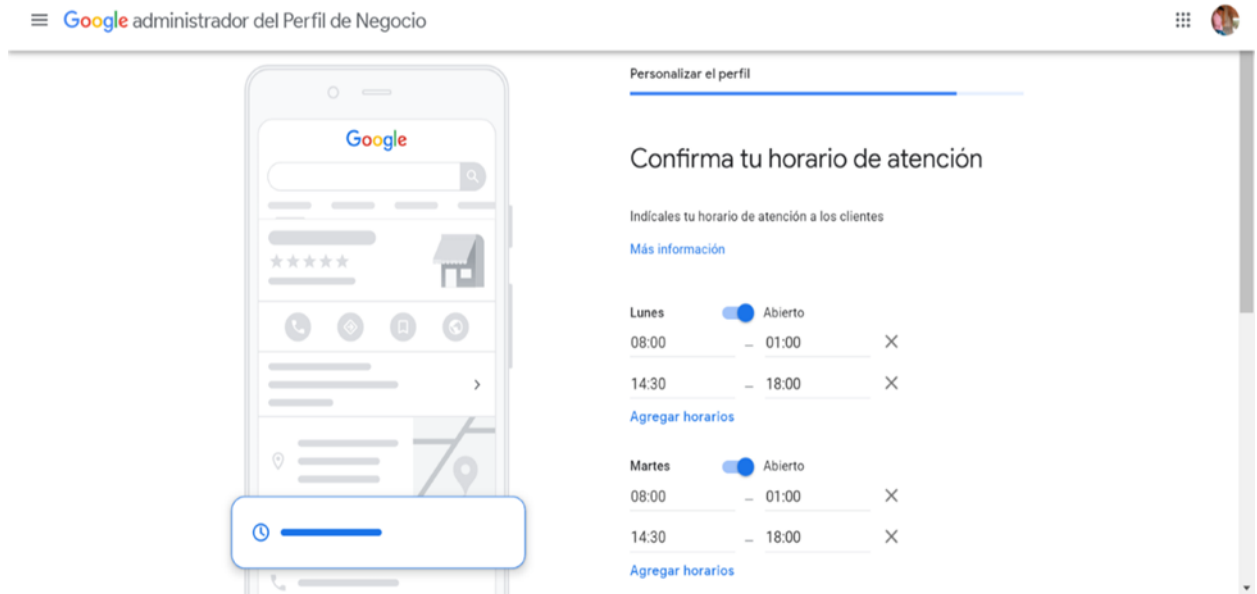 Google administrador del Perfil de Negocio
Google
Personalizar el perfil
Confirma tu horario de atención
Indícales tu horario de atención a los clientes
Más información
Lunes Abierto
08:00 – 01:00
14:30 – 18:00
Agregar horarios
Martes Abierto
08:00 – 01:00
14:30 – 18:00
Agregar horarios